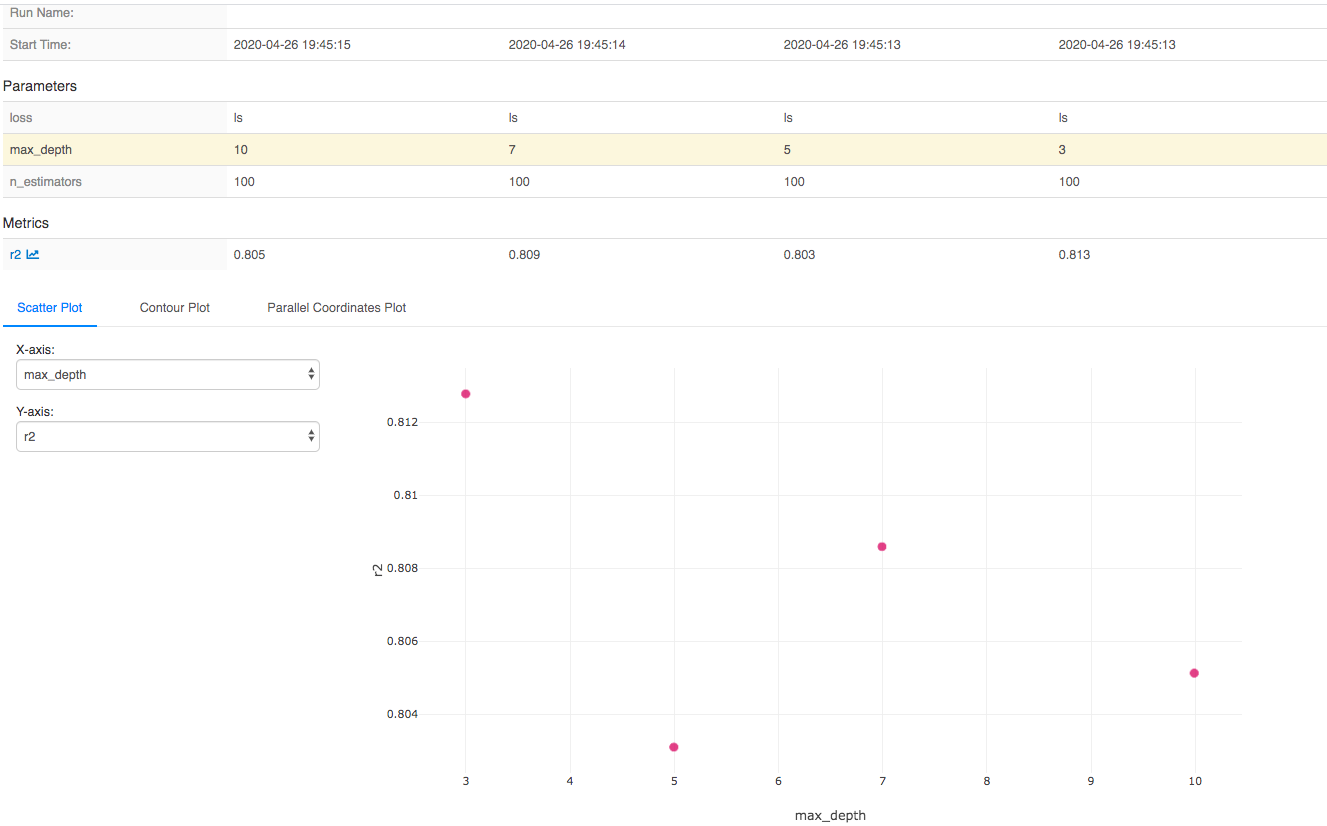 Run Name:
Start Time: 2020-04-26 19:45:15 2020-04-26 19:45:14 2020-04-26 19:45:13 2020-04-26 19:45:13
Parameters
loss ls ls ls ls
max_depth 10 7 5 3
n_estimators 100 100 100 100
Metrics
r2 0.805 0.809 0.803 0.813
Scatter Plot Contour Plot Parallel Coordinates Plot
X-axis:
max_depth
Y-axis:
r2
0.812
0.81
0.808
0.806
0.804
r2
3 4 5 6 7 8 9 10
max_depth